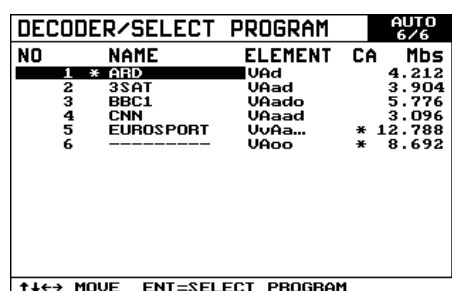 DECODER/SELECT PROGRAM AUTO 6/6
NO NAME ELEMENT CA Mbs
1 * ARD VAd 4.212
2 3SAT VAad 3.904
3 BBC1 VAado 5.776
4 CNN VAaad 3.096
5 EUROSPORT VvAa... * 12.788
6 --------- VAoo * 8.692
↑↓←→ MOVE ENT=SELECT PROGRAM